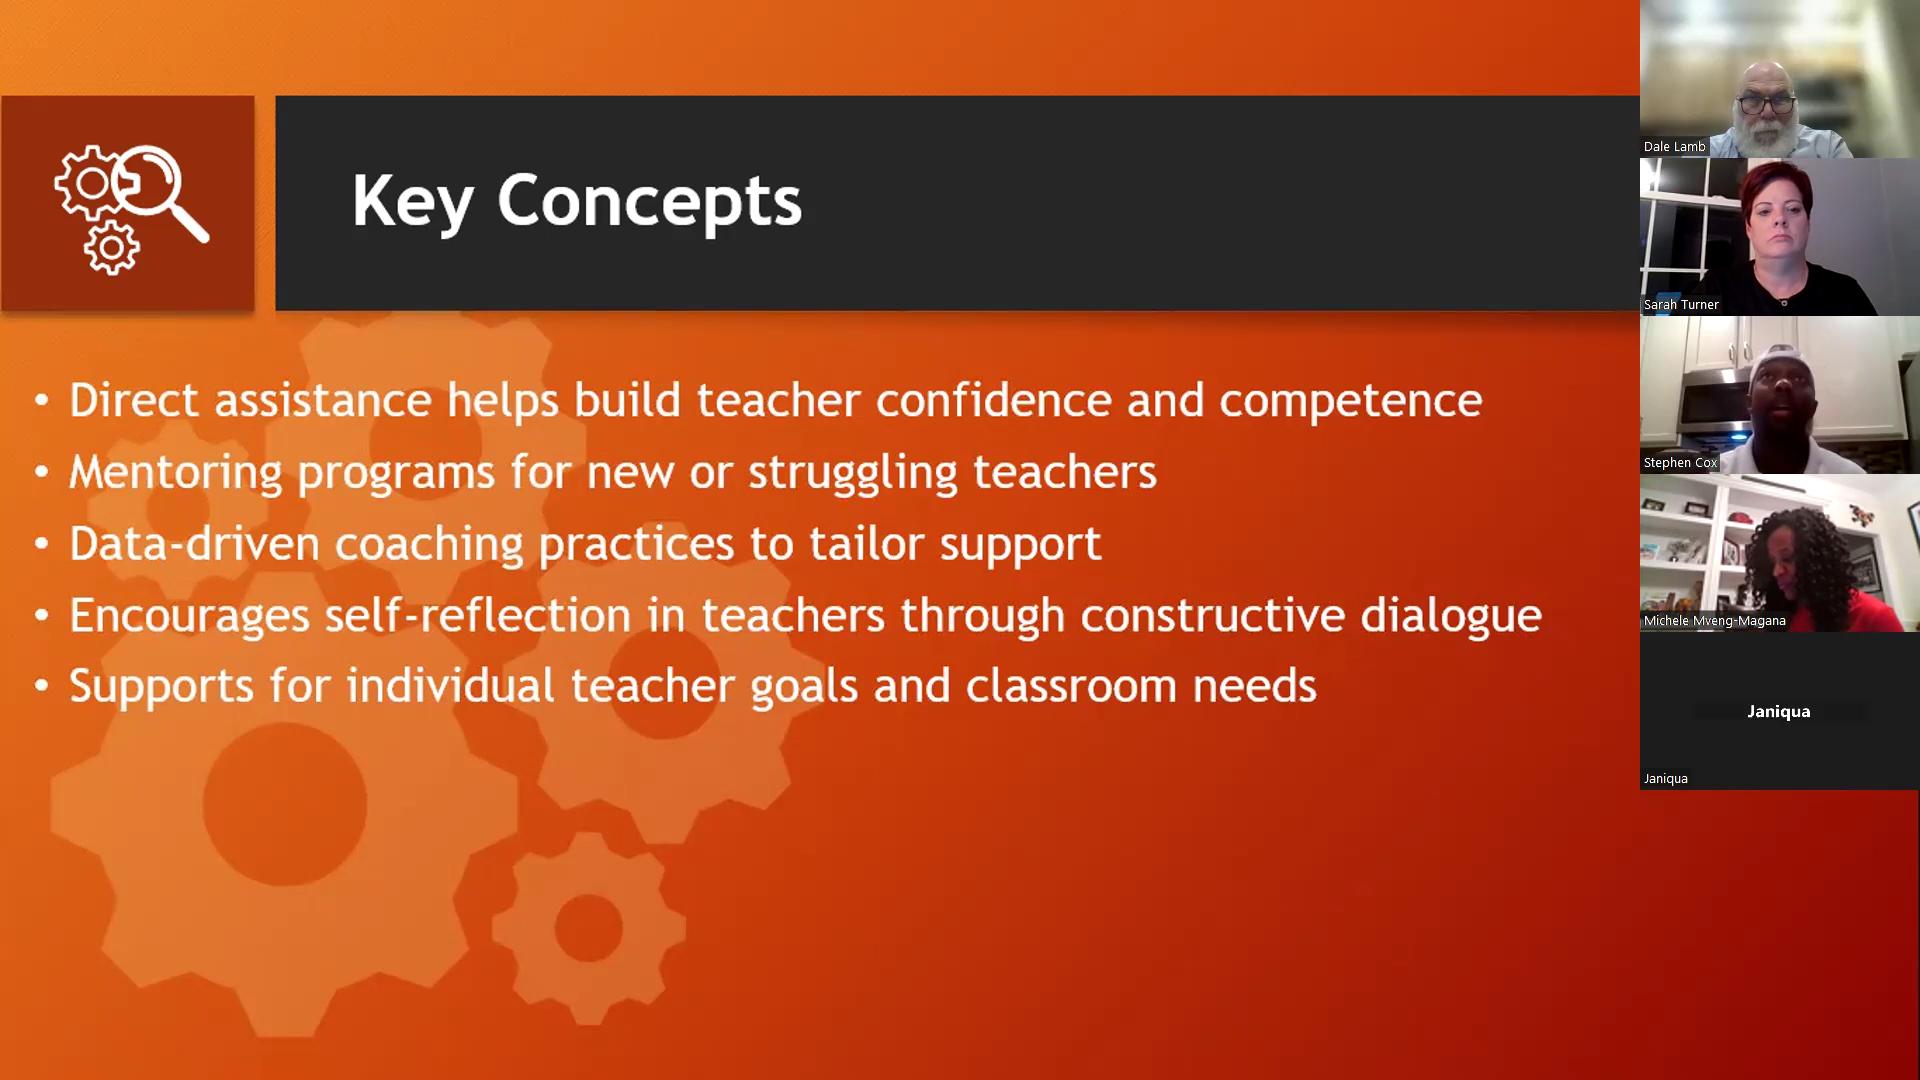 Key Concepts
• Direct assistance helps build teacher confidence and competence
• Mentoring programs for new or struggling teachers
• Data-driven coaching practices to tailor support
• Encourages self-reflection in teachers through constructive dialogue
• Supports for individual teacher goals and classroom needs
Dale Lamb
Sarah Turner
Stephen Cox
Michele Mveng-Magana
Janiqua
Janiqua